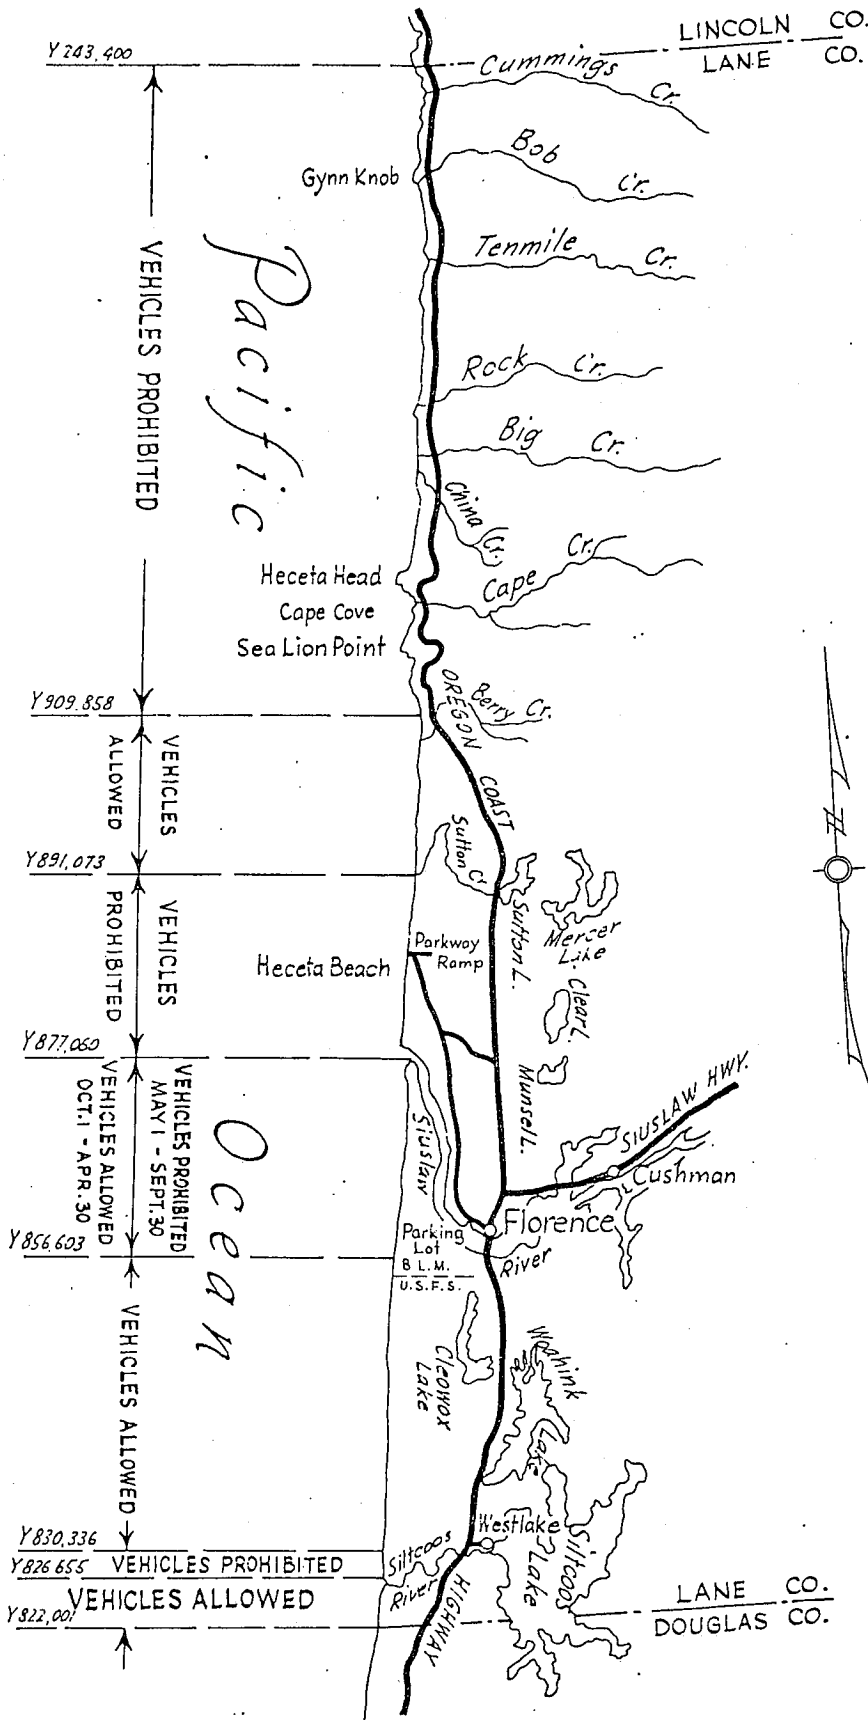 LINCOLN CO.
LANE CO.
Y 243,400
Cummings Cr.
Bob Cr.
Gynn Knob
Tenmile Cr.
VEHICLES PROHIBITED
Pacific
Rock Cr.
Big Cr.
China Cr.
Heceta Head
Cape Cr.
Cape Cove
Sea Lion Point
Y 909.858
OREGON
Berry Cr.
VEHICLES
ALLOWED
COAST
Sutton Cr
Y 891,073
Sutton L.
Mercer
Lake
N
VEHICLES
PROHIBITED
Heceta Beach
Parkway
Ramp
Clear L.
Y 877,060
Munsel L.
VEHICLES PROHIBITED
MAY 1 - SEPT. 30
VEHICLES ALLOWED
OCT. 1 - APR. 30
Ocean
Siuslaw
SIUSLAW HWY.
Cushman
Florence
Y 856,603
Parking
Lot
B L.M.
U.S.F.S.
River
VEHICLES ALLOWED
Cleowox
Lake
Woahink
Lake
Y 830,336
Westlake
Siltcoos
Lake
Y 826 655 VEHICLES PROHIBITED
Siltcoos
River
VEHICLES ALLOWED
Y 822,001
HIGHWAY
LANE CO.
DOUGLAS CO.